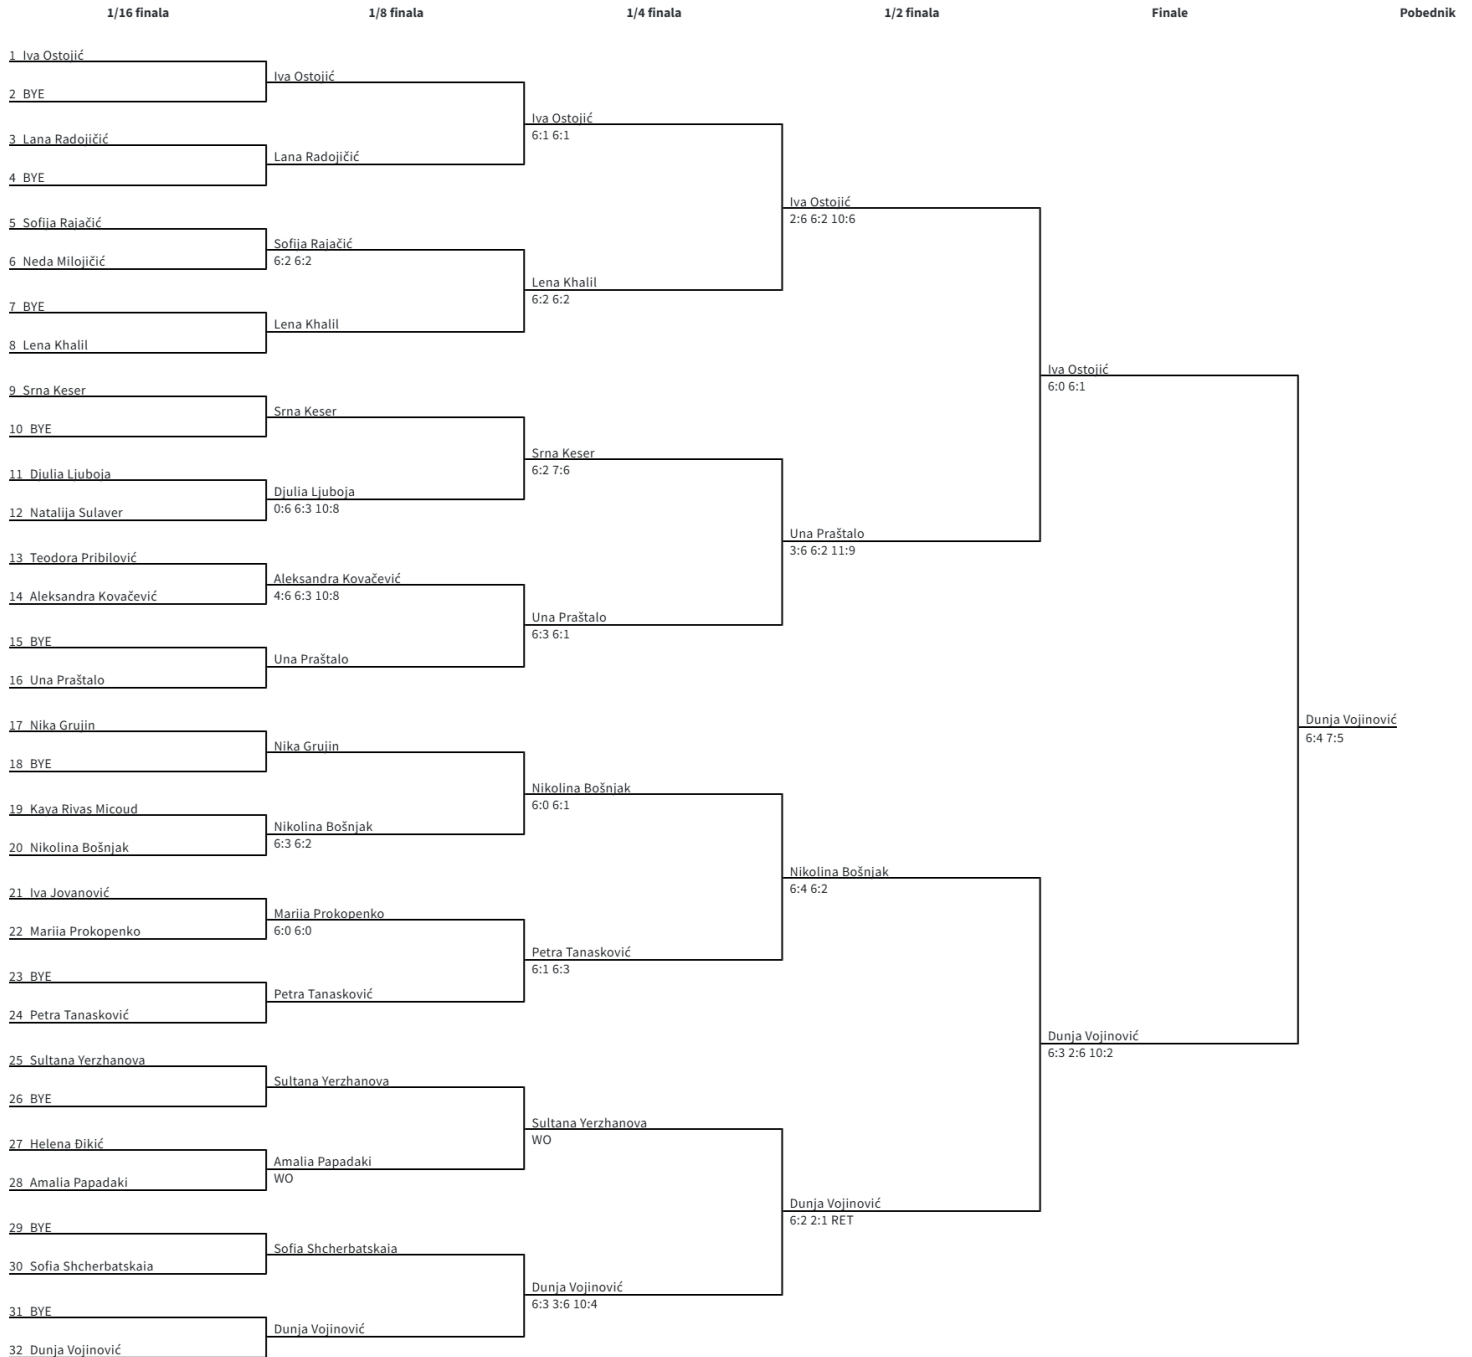 1/16 finala
1/8 finala
1/4 finala
1/2 finala
Finale
Pobednik
1 Iva Ostojić
2 BYE
3 Lana Radojičić
4 BYE
5 Sofija Rajačić
6 Neda Milojičić
7 BYE
8 Lena Khalil
9 Srna Keser
10 BYE
11 Djulia Ljuboja
12 Natalija Sulaver
13 Teodora Pribilović
14 Aleksandra Kovačević
15 BYE
16 Una Praštalo
17 Nika Grujin
18 BYE
19 Kaya Rivas Micoud
20 Nikolina Bošnjak
21 Iva Jovanović
22 Mariia Prokopenko
23 BYE
24 Petra Tanasković
25 Sultana Yerzhanova
26 BYE
27 Helena Đikić
28 Amalia Papadaki
29 BYE
30 Sofia Shcherbatskaia
31 BYE
32 Dunja Vojinović
Iva Ostojić
Lana Radojičić
Sofija Rajačić
6:2 6:2
Lena Khalil
Srna Keser
Djulia Ljuboja
0:6 6:3 10:8
Aleksandra Kovačević
4:6 6:3 10:8
Una Praštalo
Nika Grujin
Nikolina Bošnjak
6:3 6:2
Mariia Prokopenko
6:0 6:0
Petra Tanasković
Sultana Yerzhanova
Amalia Papadaki
WO
Sofia Shcherbatskaia
Dunja Vojinović
Iva Ostojić
6:1 6:1
Lena Khalil
6:2 6:2
Srna Keser
6:2 7:6
Una Praštalo
6:3 6:1
Nikolina Bošnjak
6:0 6:1
Petra Tanasković
6:1 6:3
Sultana Yerzhanova
WO
Dunja Vojinović
6:3 3:6 10:4
Iva Ostojić
2:6 6:2 10:6
Una Praštalo
3:6 6:2 11:9
Nikolina Bošnjak
6:4 6:2
Dunja Vojinović
6:2 2:1 RET
Iva Ostojić
6:0 6:1
Dunja Vojinović
6:3 2:6 10:2
Dunja Vojinović
6:4 7:5